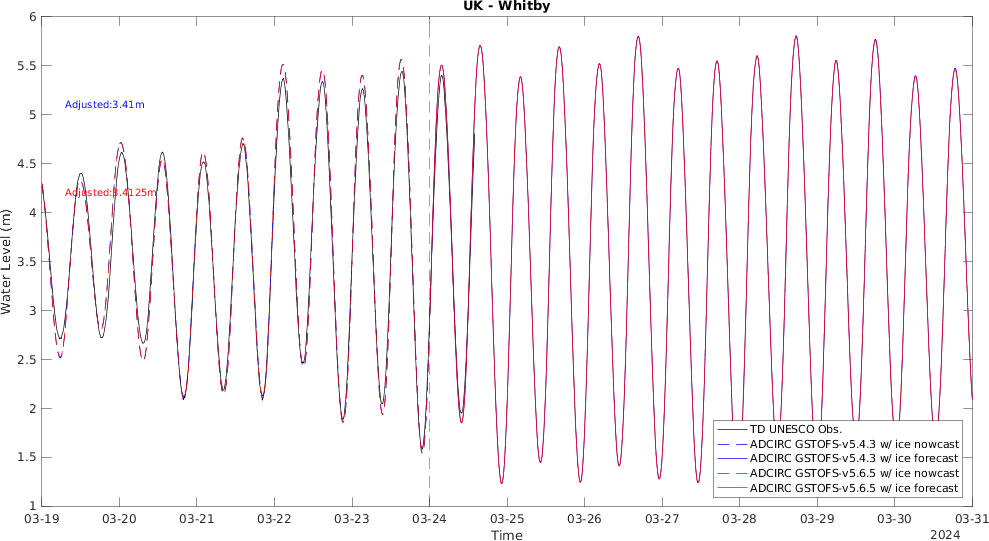 UK - Whitby
6
5.5
5
4.5
4
3.5
3
2.5
2
1.5
1
Water Level (m)
Adjusted:3.41m
Adjusted:3.4125m
TD UNESCO Obs.
ADCIRC GSTOFS-v5.4.3 w/ ice nowcast
ADCIRC GSTOFS-v5.4.3 w/ ice forecast
ADCIRC GSTOFS-v5.6.5 w/ ice nowcast
ADCIRC GSTOFS-v5.6.5 w/ ice forecast
03-19 03-20 03-21 03-22 03-23 03-24 03-25 03-26 03-27 03-28 03-29 03-30 03-31
Time
2024